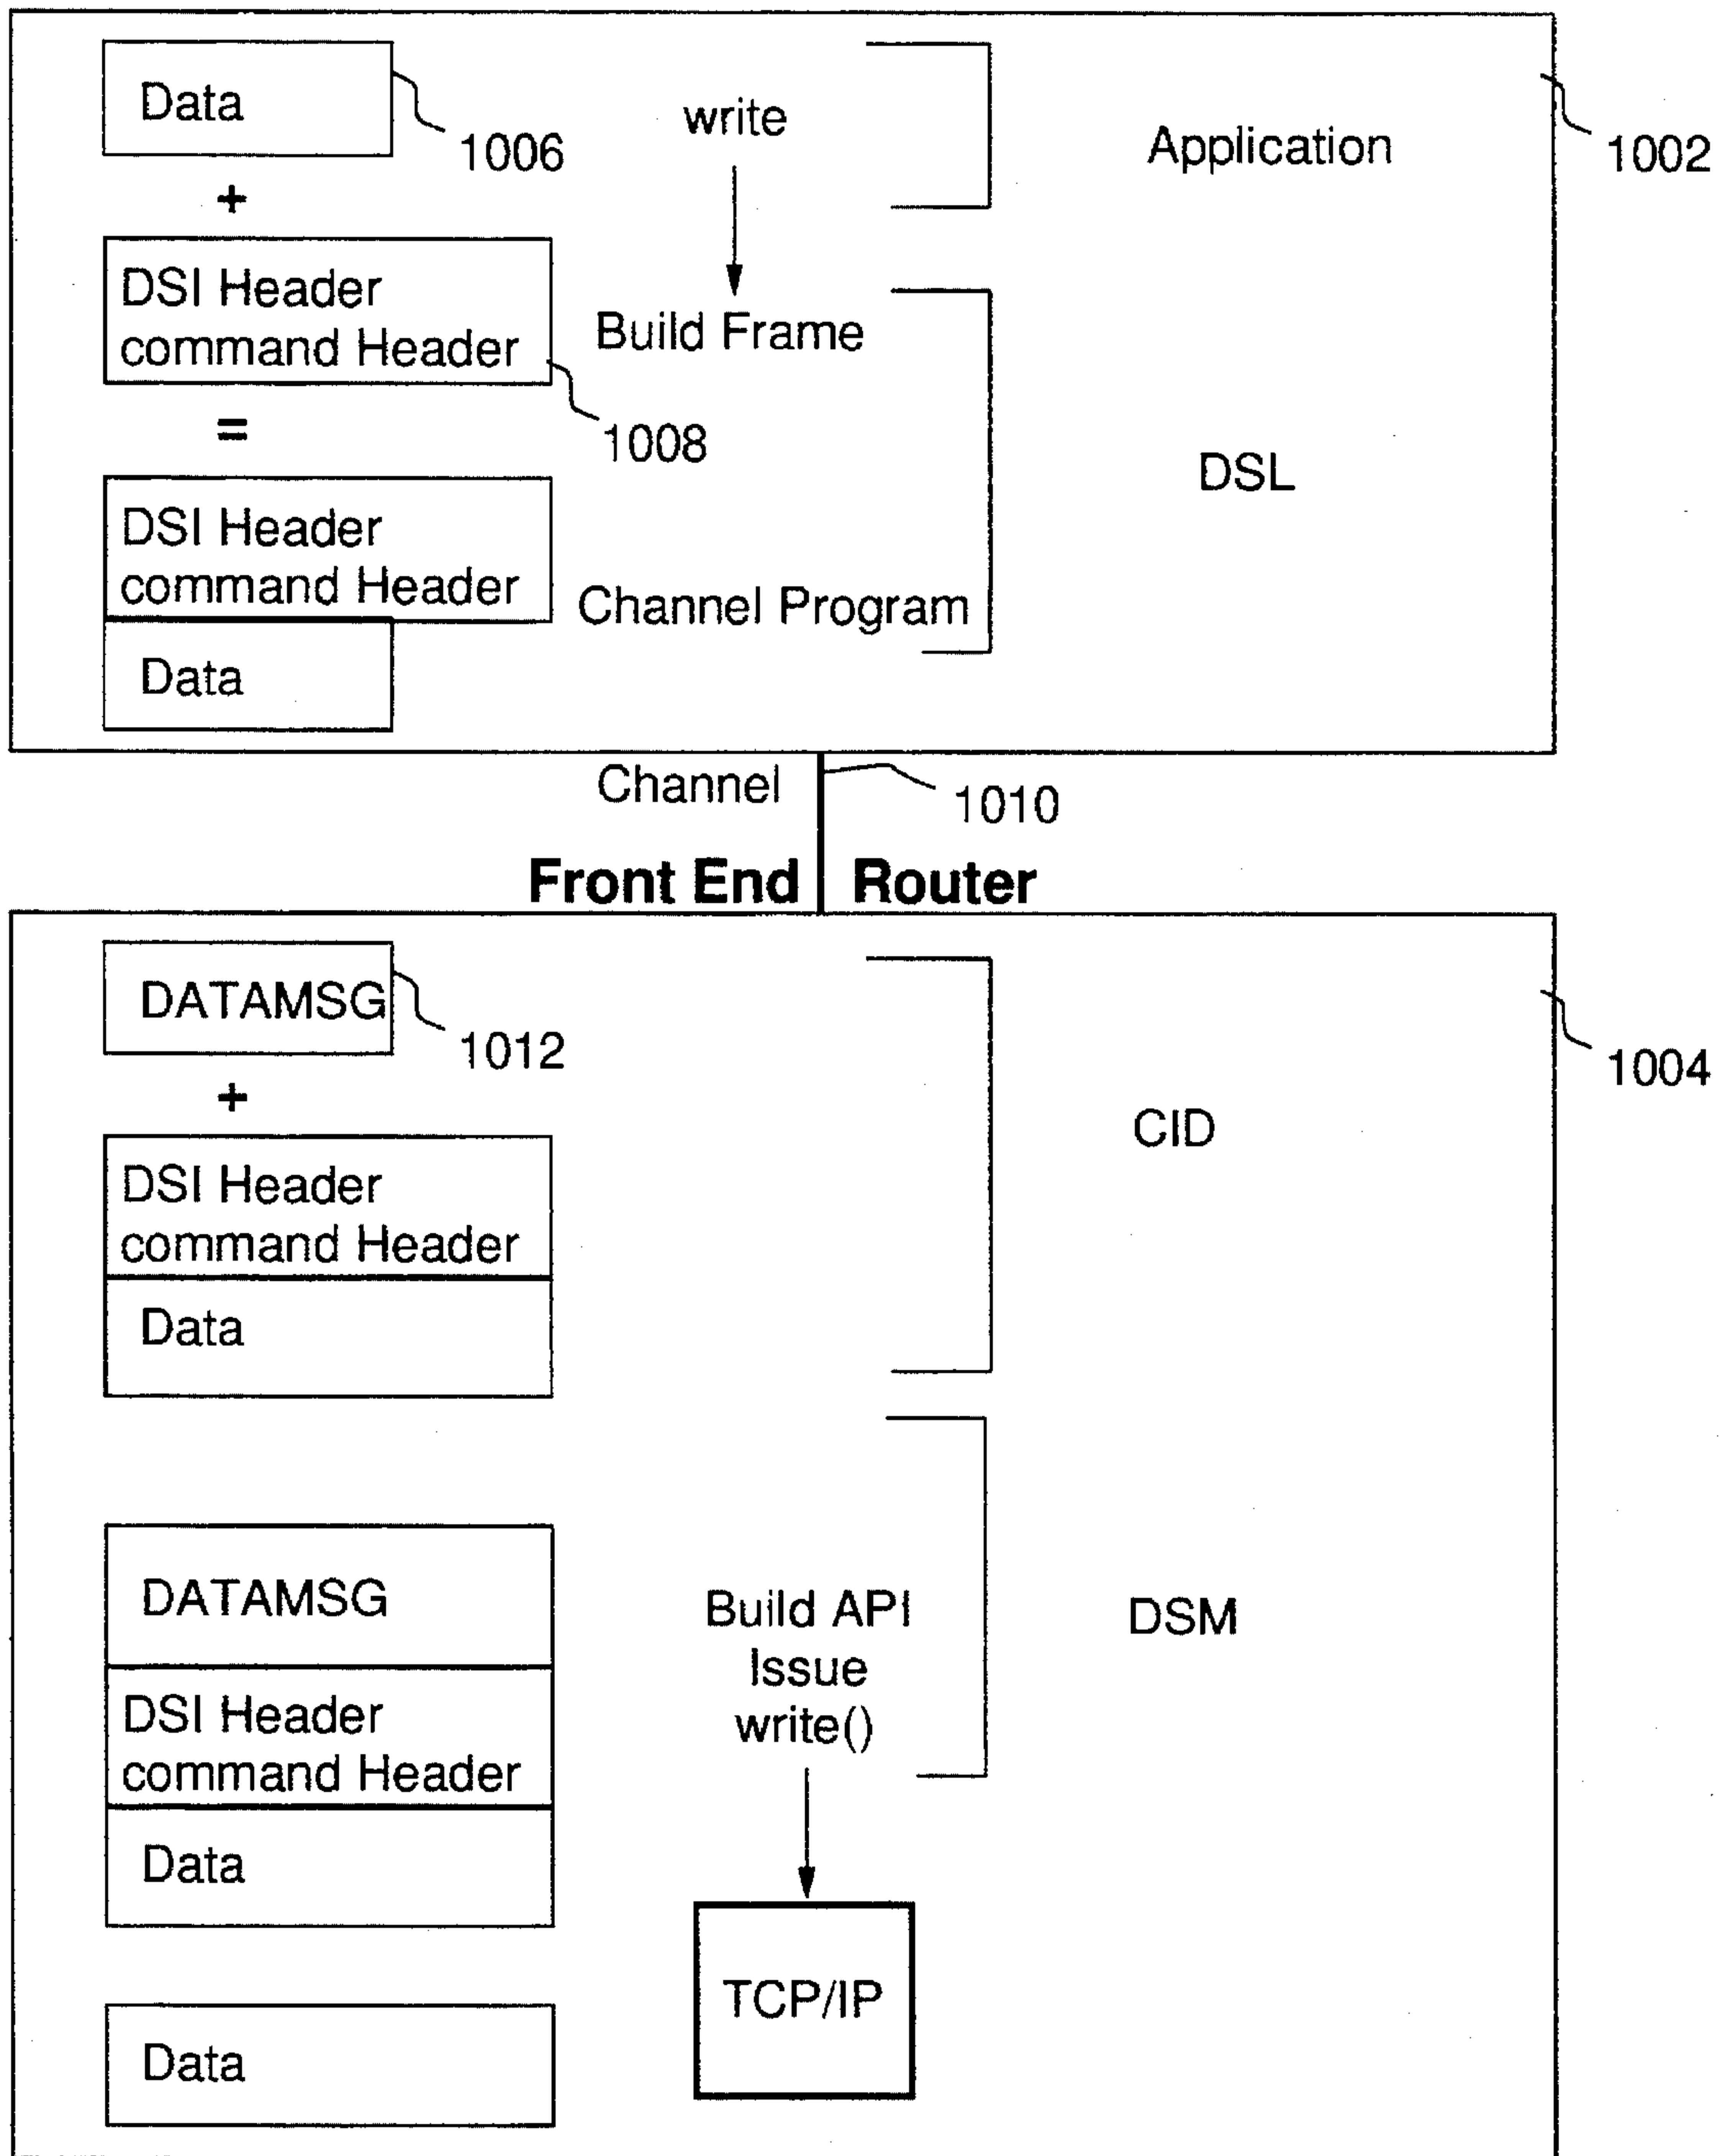 Data
1006
write
Application
1002
+
DSI Header
command Header
1008
Build Frame
=
DSL
DSI Header
command Header
Channel Program
Data
Channel
1010
Front End Router
DATAMSG
1012
1004
+
CID
DSI Header
command Header
Data
DATAMSG
DSI Header
command Header
Data
Build API
Issue
write()
DSM
TCP/IP
Data